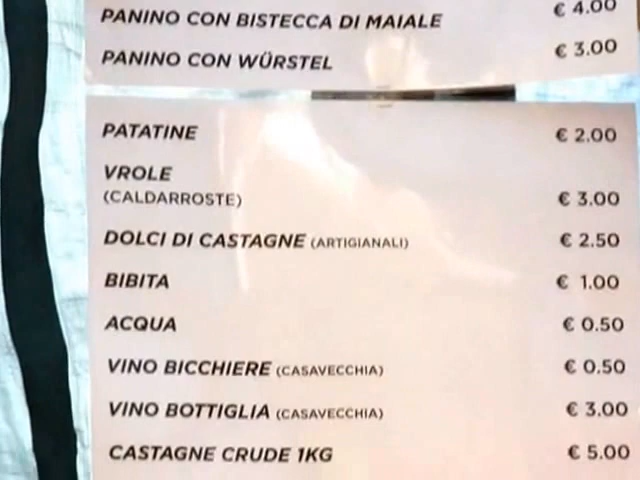 PANINO CON BISTECCA DI MAIALE € 4.00
PANINO CON WÜRSTEL € 3.00
PATATINE € 2.00
VROLE
(CALDARROSTE) € 3.00
DOLCI DI CASTAGNE (ARTIGIANALI) € 2.50
BIBITA € 1.00
ACQUA € 0.50
VINO BICCHIERE (CASAVECCHIA) € 0.50
VINO BOTTIGLIA (CASAVECCHIA) € 3.00
CASTAGNE CRUDE 1KG € 5.00